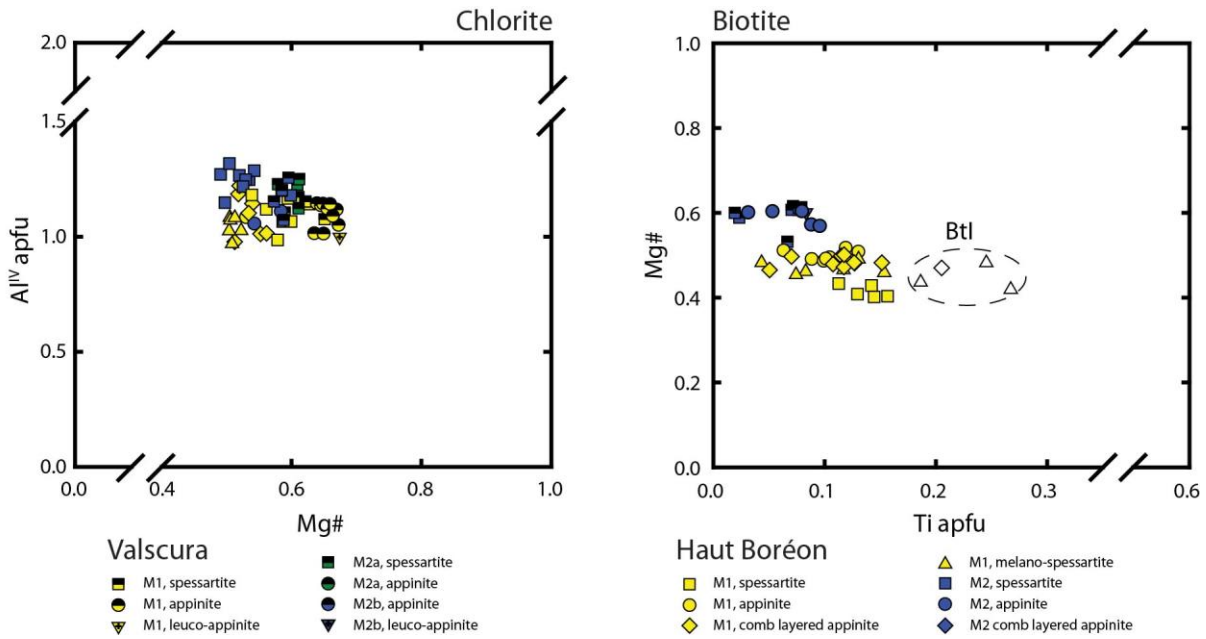 Chlorite
2.0
1.5
1.0
0.5
0.0
Al^IV apfu
0.0 0.4 0.6 0.8 1.0
Mg#
Biotite
1.0
0.8
0.6
0.4
0.2
0.0
Mg#
BtI
0.0 0.1 0.2 0.3 0.6
Ti apfu
Valscura
M1, spessartite
M1, appinite
M1, leuco-appinite
M2a, spessartite
M2a, appinite
M2b, appinite
M2b, leuco-appinite
Haut Boréon
M1, spessartite
M1, appinite
M1, comb layered appinite
M1, melano-spessartite
M2, spessartite
M2, appinite
M2 comb layered appinite